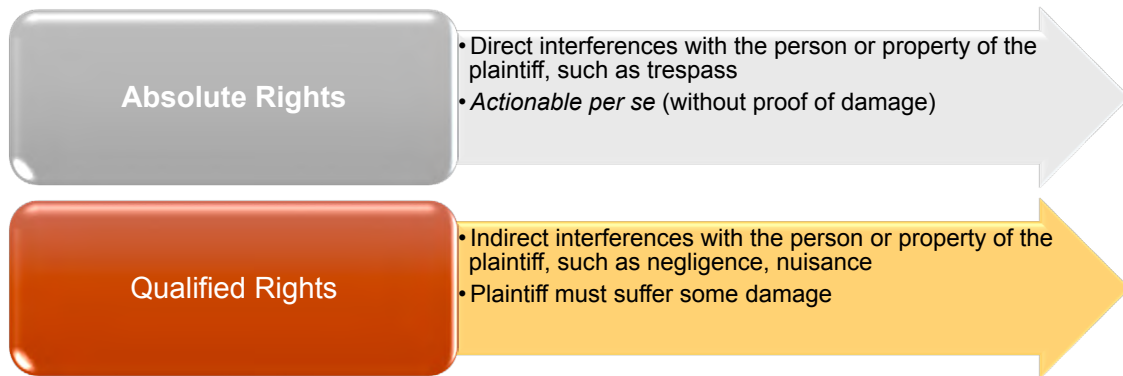 Absolute Rights
• Direct interferences with the person or property of the
plaintiff, such as trespass
• Actionable per se (without proof of damage)
Qualified Rights
• Indirect interferences with the person or property of the
plaintiff, such as negligence, nuisance
• Plaintiff must suffer some damage